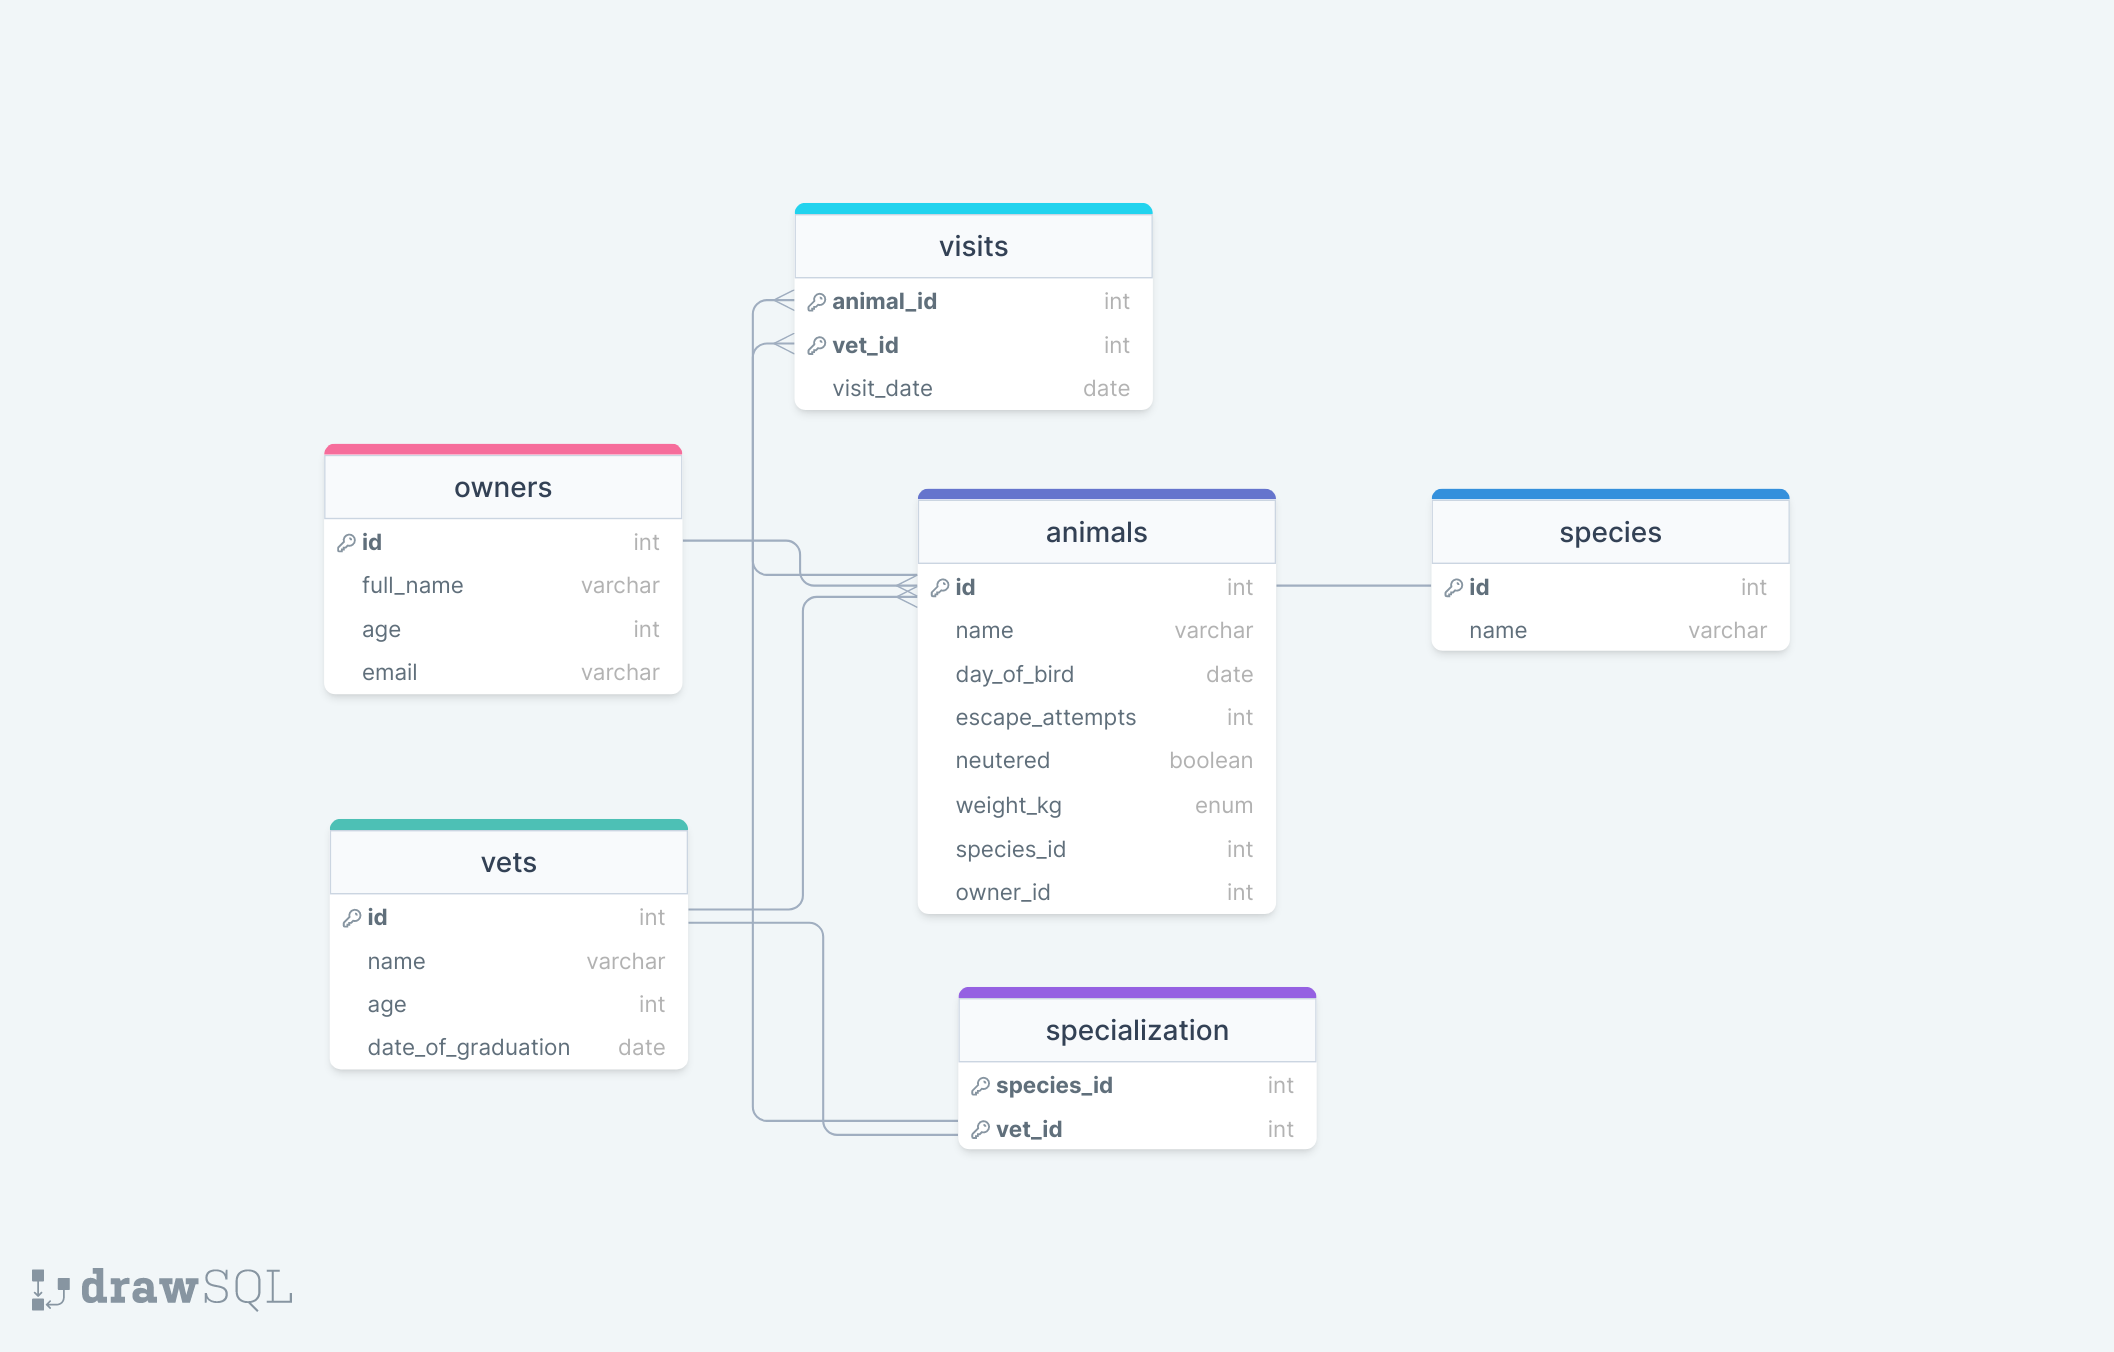 visits
animal_id int
vet_id int
visit_date date
owners
id int
full_name varchar
age int
email varchar
animals
id int
name varchar
day_of_bird date
escape_attempts int
neutered boolean
weight_kg enum
species_id int
owner_id int
species
id int
name varchar
vets
id int
name varchar
age int
date_of_graduation date
specialization
species_id int
vet_id int
drawSQL